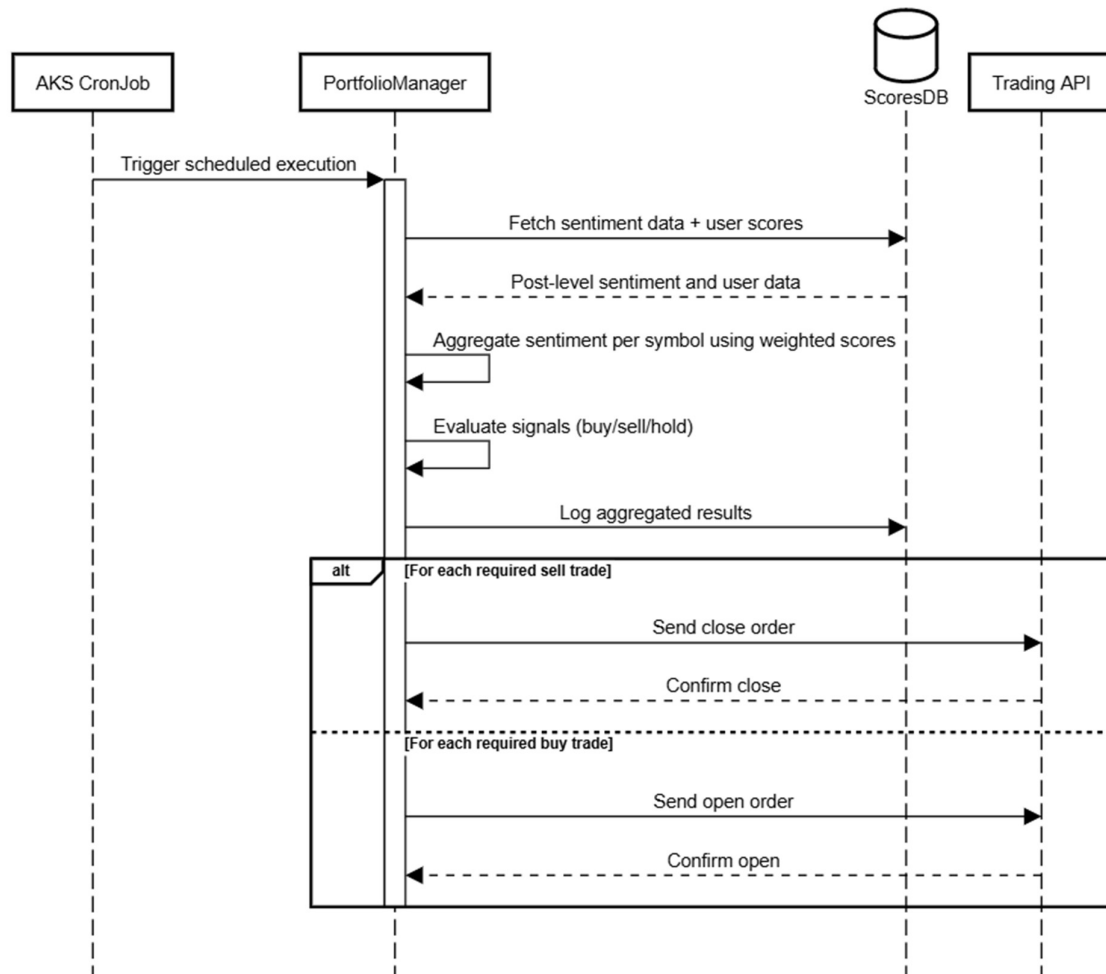 AKS CronJob
PortfolioManager
ScoresDB
Trading API
Trigger scheduled execution
Fetch sentiment data + user scores
Post-level sentiment and user data
Aggregate sentiment per symbol using weighted scores
Evaluate signals (buy/sell/hold)
Log aggregated results
alt
[For each required sell trade]
Send close order
Confirm close
[For each required buy trade]
Send open order
Confirm open